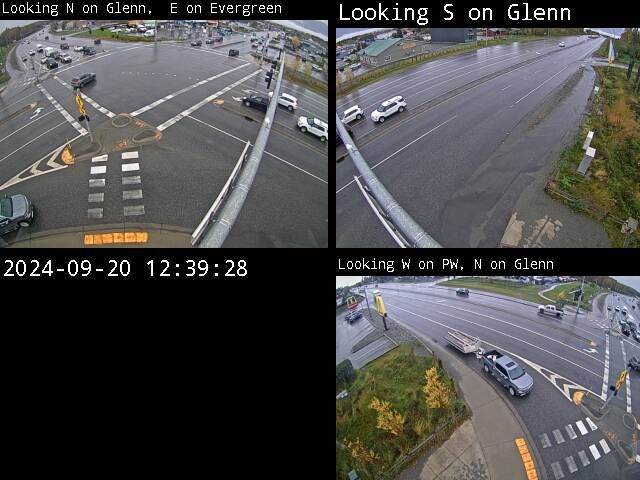 Looking N on Glenn, E on Evergreen
Looking S on Glenn
2024-09-20 12:39:28
Looking W on PW, N on Glenn